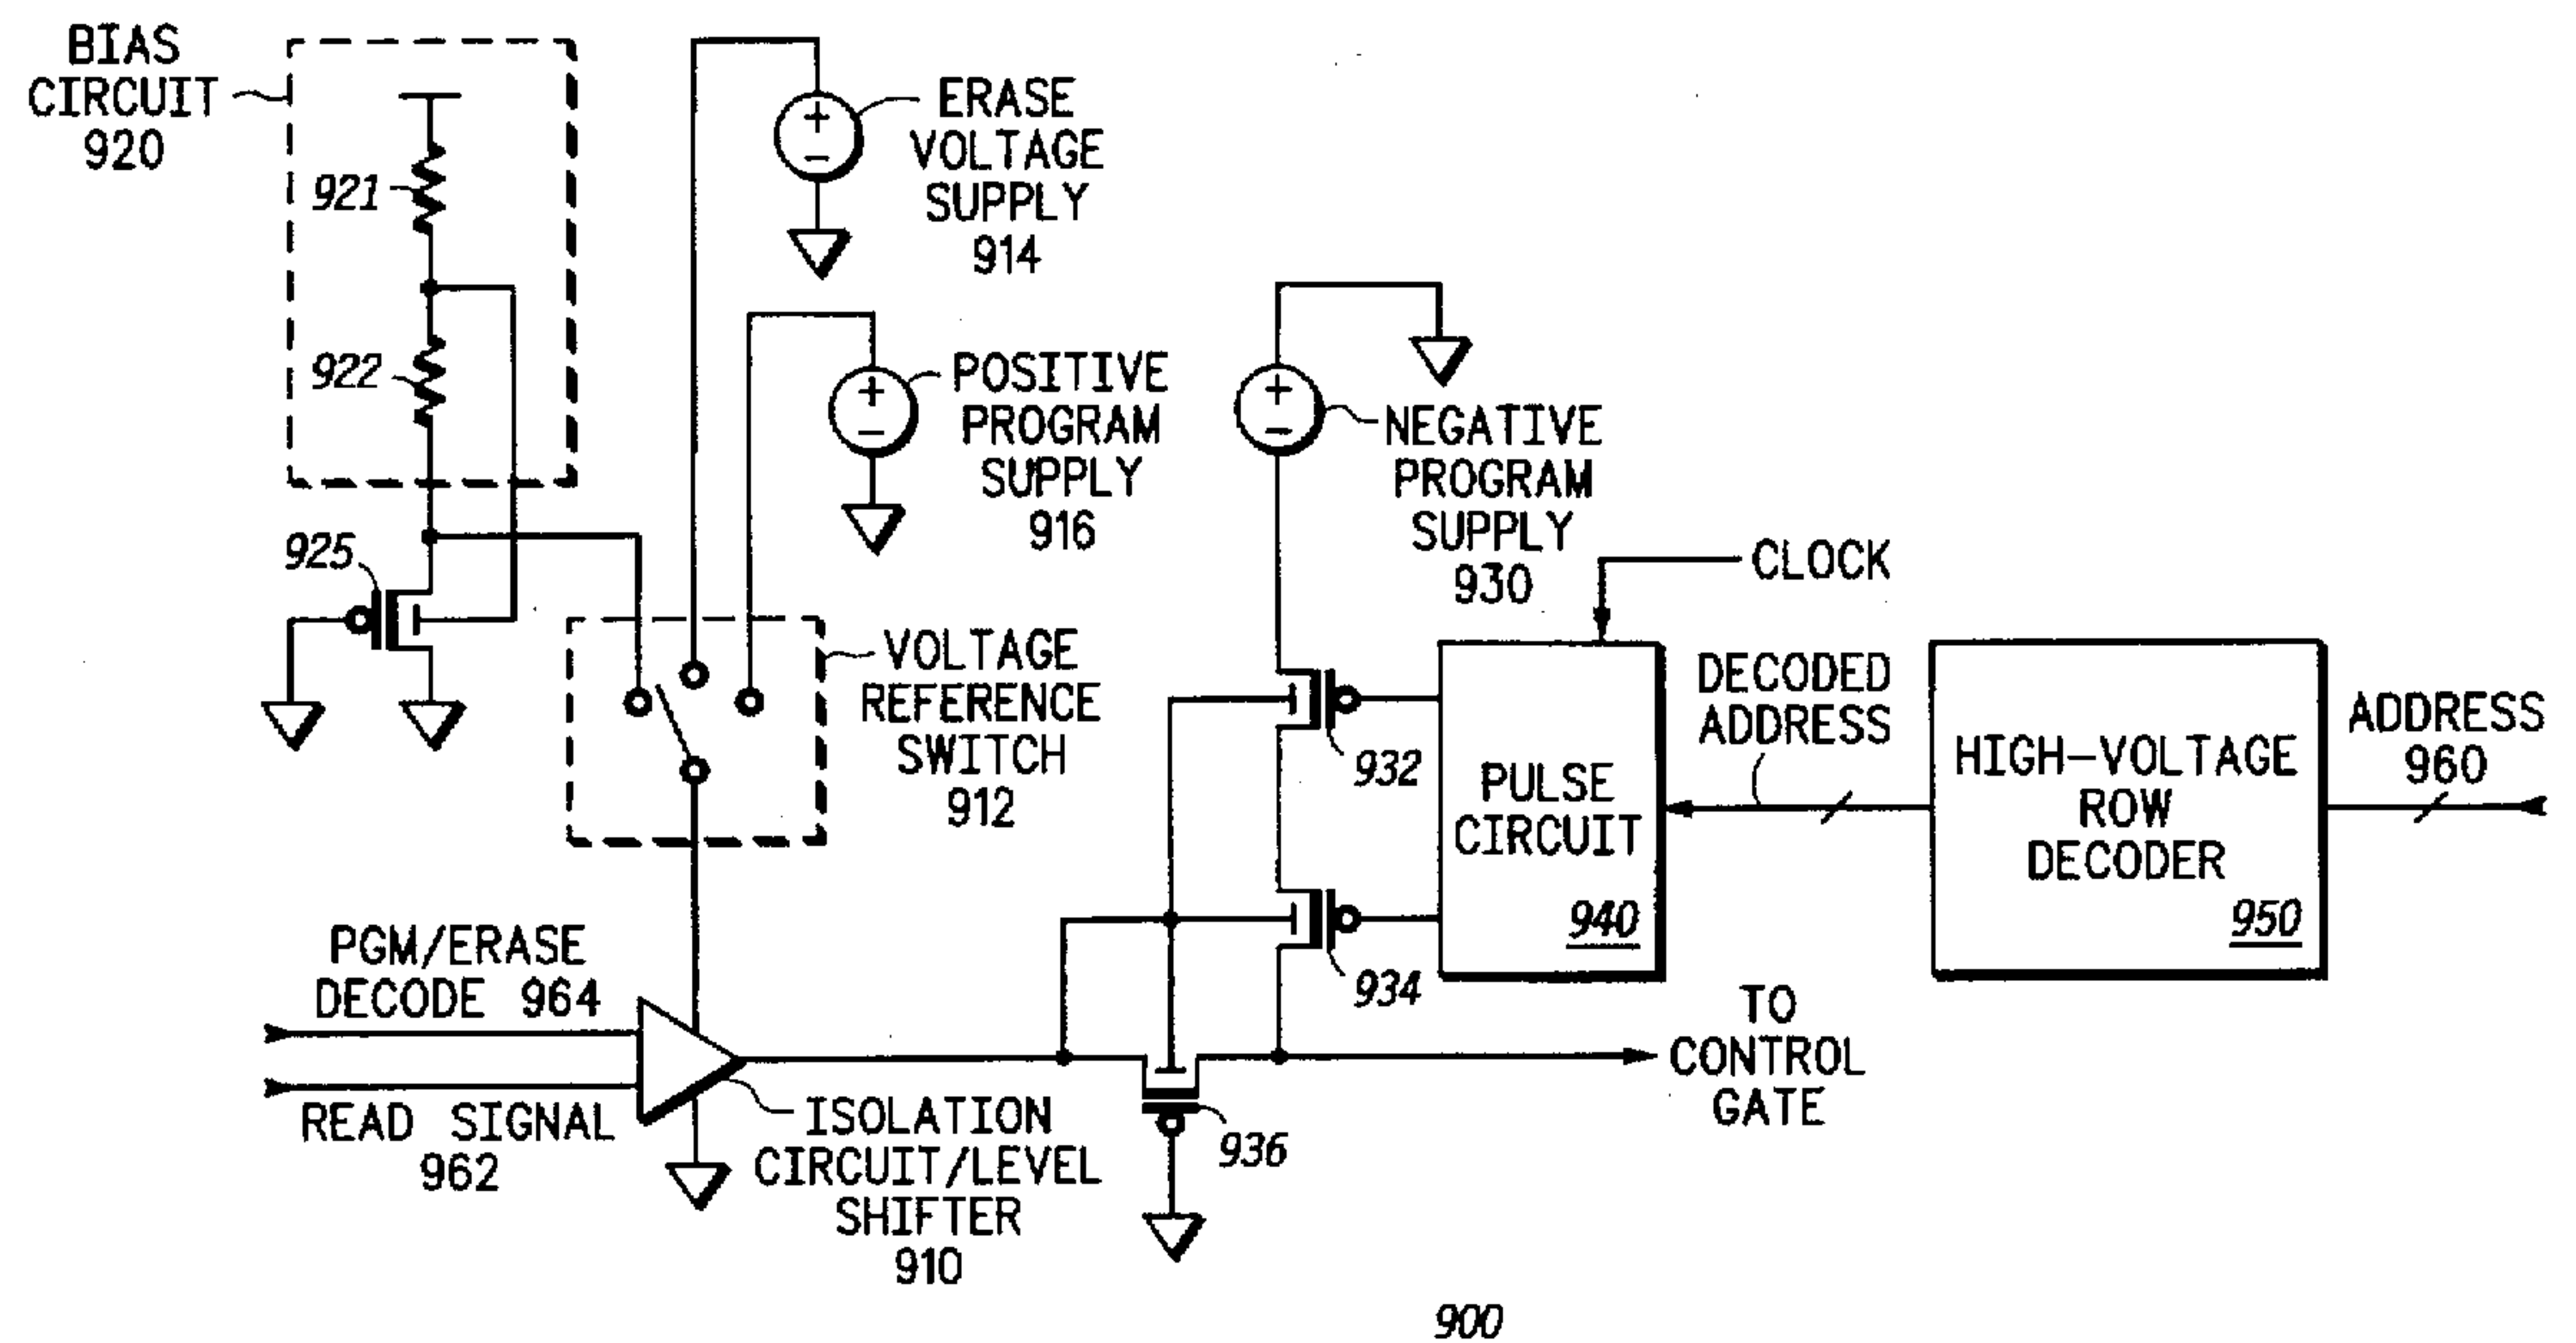 BIAS
CIRCUIT
920
921
922
925
ERASE
VOLTAGE
SUPPLY
914
+
−
POSITIVE
PROGRAM
SUPPLY
916
+
−
NEGATIVE
PROGRAM
SUPPLY
930
+
−
VOLTAGE
REFERENCE
SWITCH
912
CLOCK
932
934
936
PULSE
CIRCUIT
940
DECODED
ADDRESS
HIGH-VOLTAGE
ROW
DECODER
950
ADDRESS
960
PGM/ERASE
DECODE 964
READ SIGNAL
962
ISOLATION
CIRCUIT/LEVEL
SHIFTER
910
TO
CONTROL
GATE
900